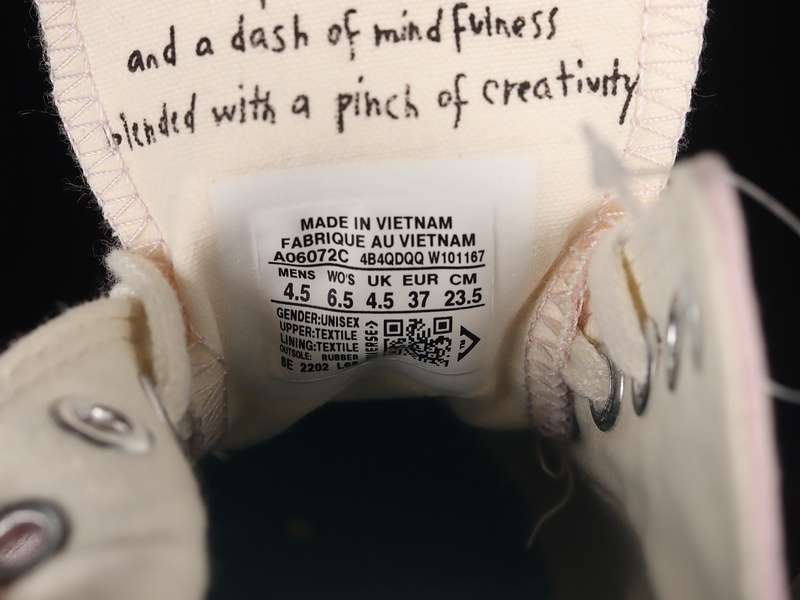 and a dash of mindfulness
blended with a pinch of creativity
MADE IN VIETNAM
FABRIQUE AU VIETNAM
A06072C 4B4QDQQ W101167
MENS WO'S UK EUR CM
4.5 6.5 4.5 37 23.5
GENDER:UNISEX
UPPER:TEXTILE
LINING:TEXTILE
OUTSOLE: RUBBER
2202